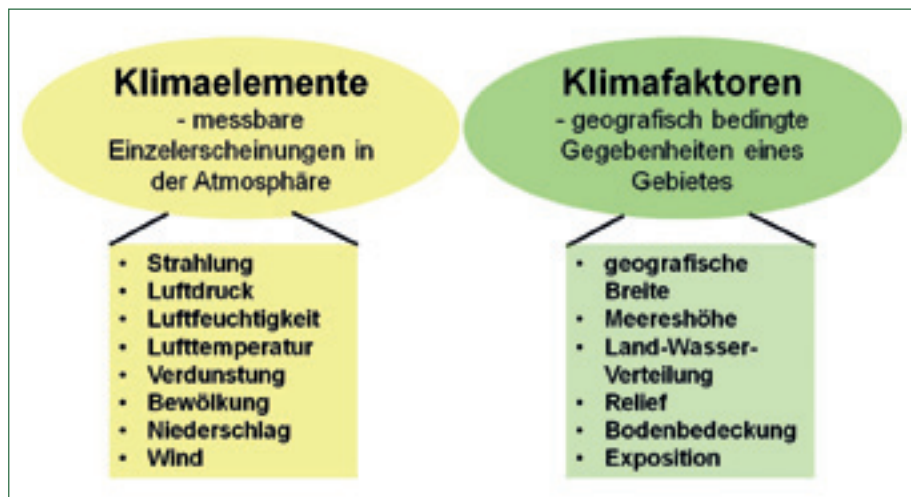 Klimaelemente
- messbare
Einzelerscheinungen in
der Atmosphäre
• Strahlung
• Luftdruck
• Luftfeuchtigkeit
• Lufttemperatur
• Verdunstung
• Bewölkung
• Niederschlag
• Wind
Klimafaktoren
- geografisch bedingte
Gegebenheiten eines
Gebietes
• geografische
Breite
• Meereshöhe
• Land-Wasser-
Verteilung
• Relief
• Bodenbedeckung
• Exposition